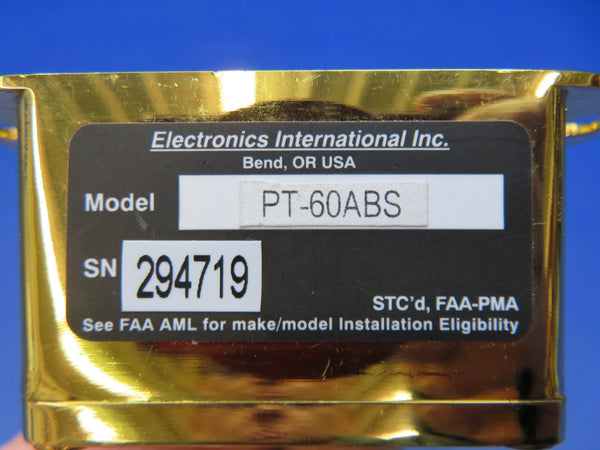 Electronics International Inc.
Bend, OR USA
Model PT-60ABS
SN 294719
STC'd, FAA-PMA
See FAA AML for make/model Installation Eligibility